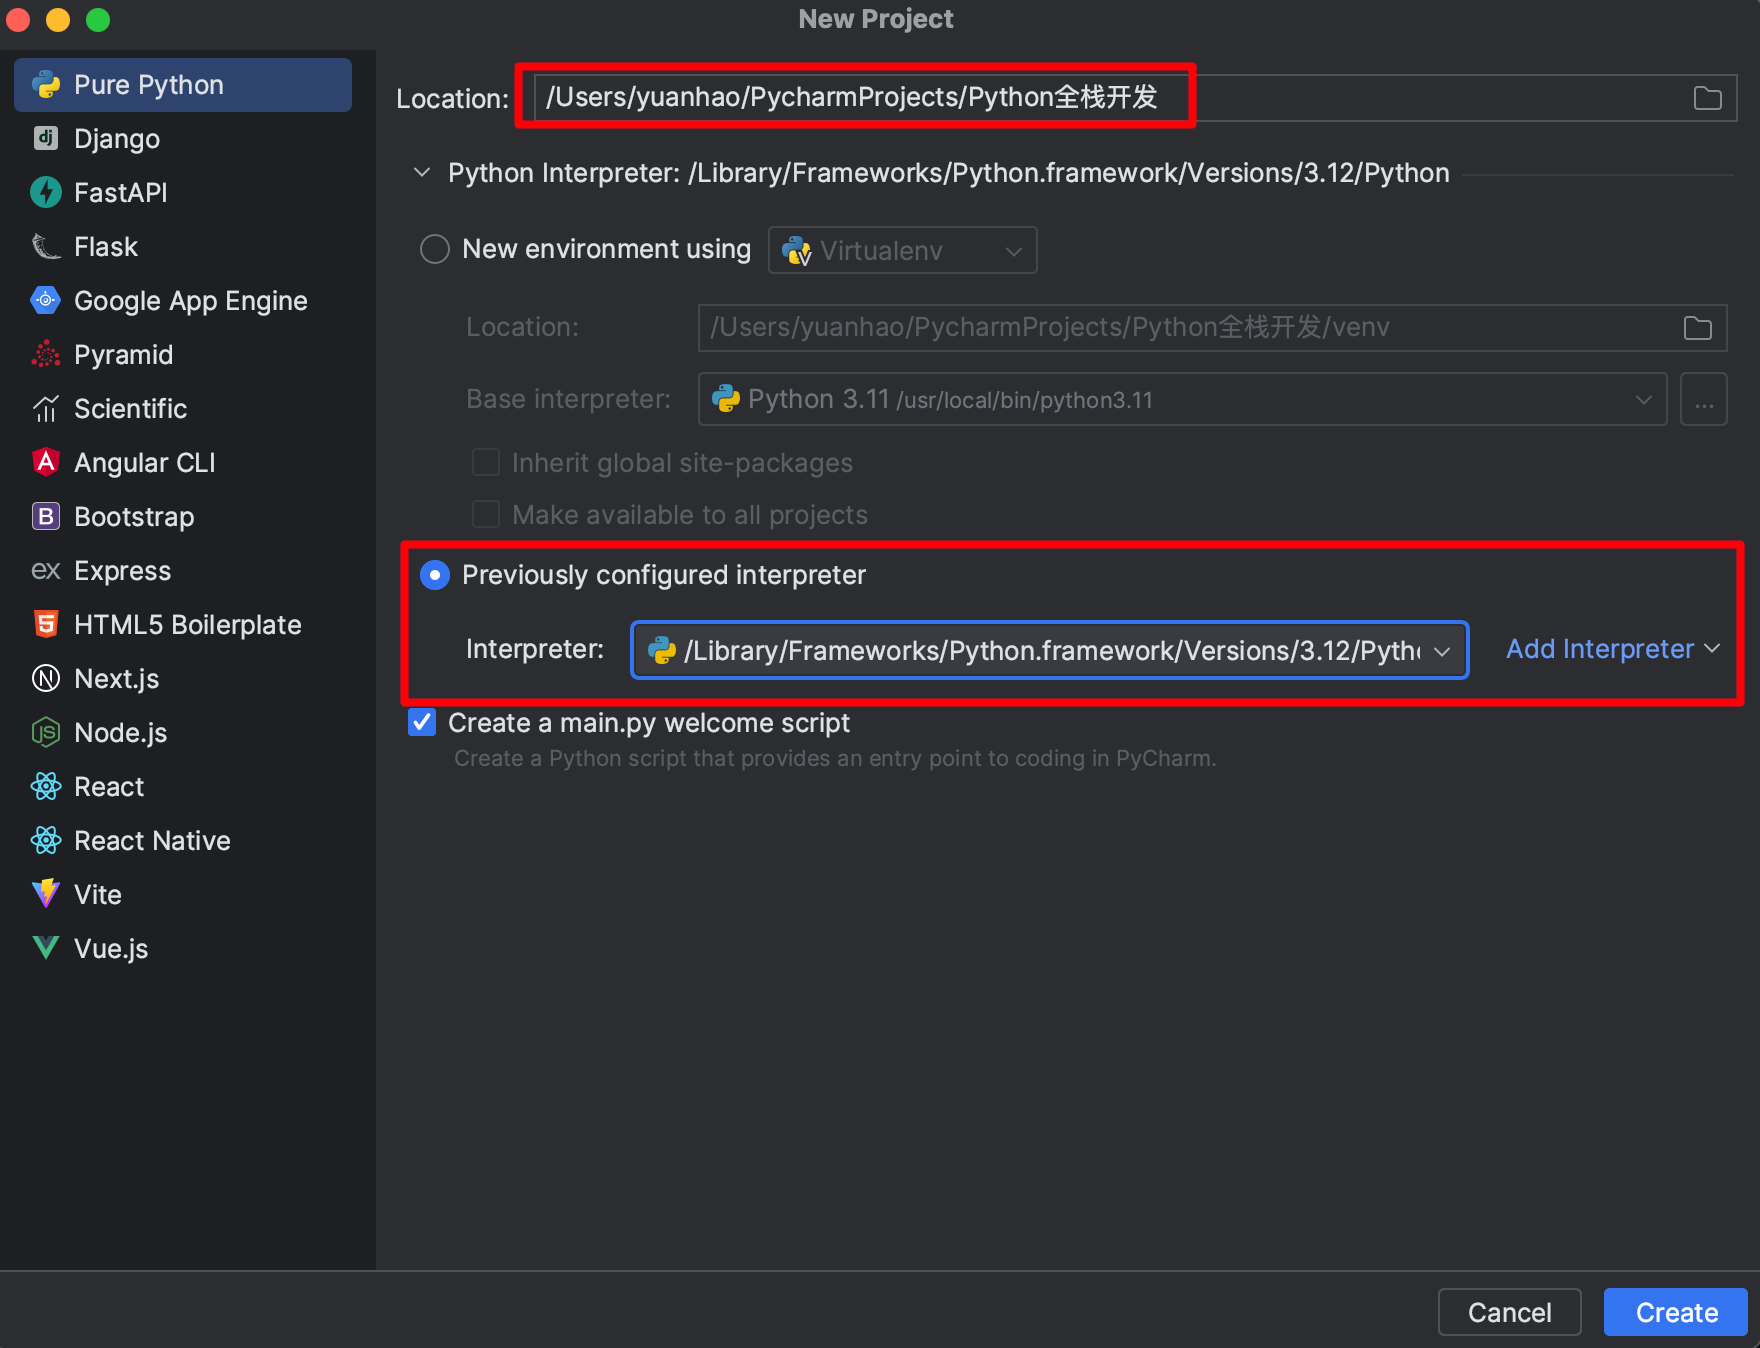 New Project
Pure Python
Django
FastAPI
Flask
Google App Engine
Pyramid
Scientific
Angular CLI
Bootstrap
Express
HTML5 Boilerplate
Next.js
Node.js
React
React Native
Vite
Vue.js
Location: /Users/yuanhao/PycharmProjects/Python全栈开发
Python Interpreter: /Library/Frameworks/Python.framework/Versions/3.12/Python
New environment using Virtualenv
Location: /Users/yuanhao/PycharmProjects/Python全栈开发/venv
Base interpreter: Python 3.11 /usr/local/bin/python3.11 ...
Inherit global site-packages
Make available to all projects
Previously configured interpreter
Interpreter: /Library/Frameworks/Python.framework/Versions/3.12/Pyth Add Interpreter
Create a main.py welcome script
Create a Python script that provides an entry point to coding in PyCharm.
Cancel Create